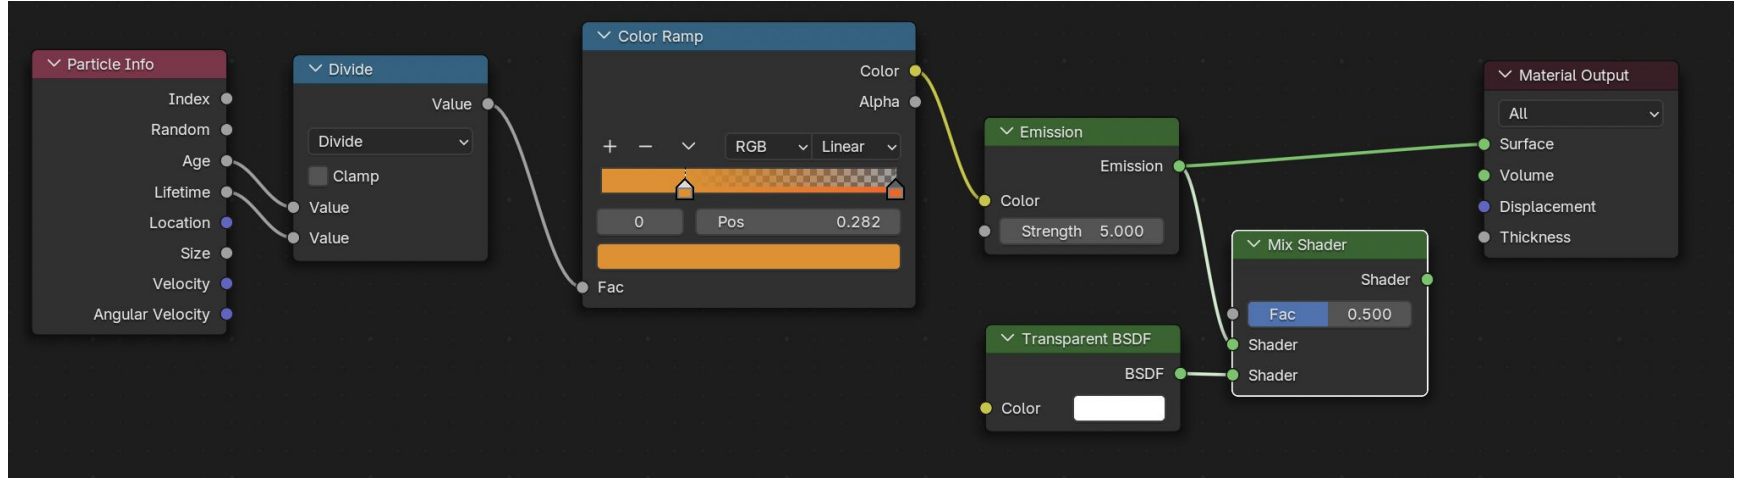 Particle Info
Index
Random
Age
Lifetime
Location
Size
Velocity
Angular Velocity
Divide
Value
Divide
Clamp
Value
Value
Color Ramp
Color
Alpha
RGB
Linear
0
Pos 0.282
Fac
Emission
Emission
Color
Strength 5.000
Transparent BSDF
BSDF
Color
Mix Shader
Shader
Fac 0.500
Shader
Shader
Material Output
All
Surface
Volume
Displacement
Thickness